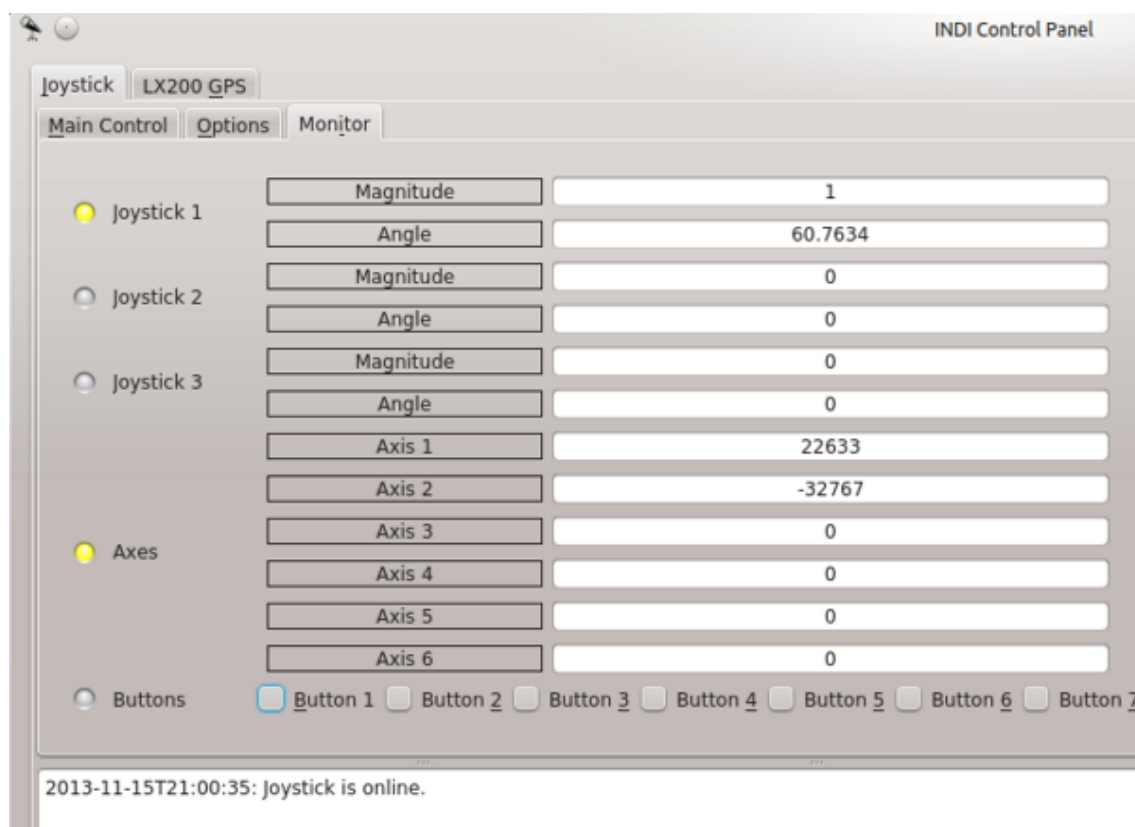 INDI Control Panel
Joystick LX200 GPS
Main Control Options Monitor
Joystick 1
Magnitude 1
Angle 60.7634
Joystick 2
Magnitude 0
Angle 0
Joystick 3
Magnitude 0
Angle 0
Axes
Axis 1 22633
Axis 2 -32767
Axis 3 0
Axis 4 0
Axis 5 0
Axis 6 0
Buttons Button 1 Button 2 Button 3 Button 4 Button 5 Button 6 Button 7
2013-11-15T21:00:35: Joystick is online.